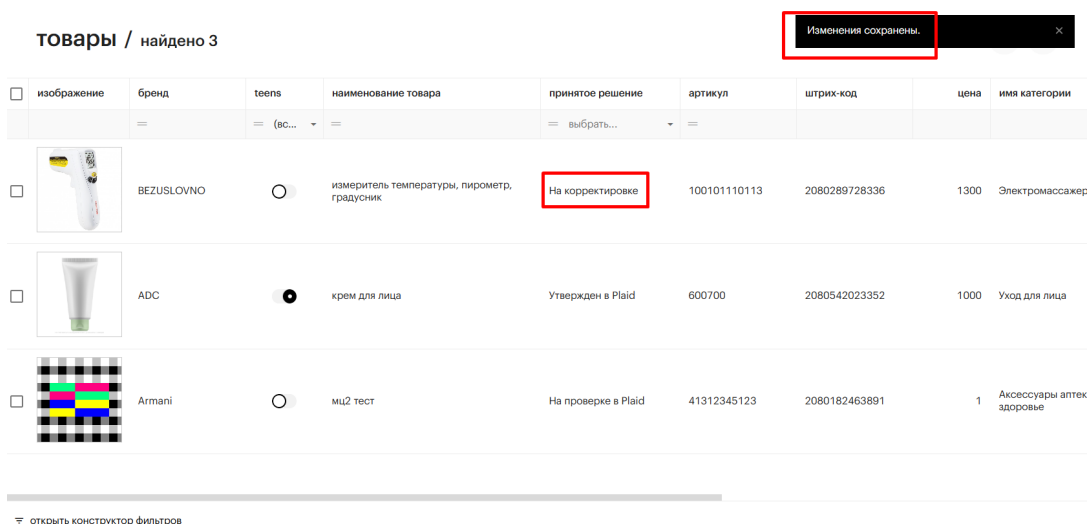 товары / найдено 3
Изменения сохранены.
изображение бренд teens наименование товара принятое решение артикул штрих-код цена имя категории
= = (вс... = = выбрать... =
BEZUSLOVNO измеритель температуры, пирометр, На корректировке 100101110113 2080289728336 1300 Электромассажер
градусник
ADC крем для лица Утвержден в Plaid 600700 2080542023352 1000 Уход для лица
Armani мц2 тест На проверке в Plaid 41312345123 2080182463891 1 Аксессуары аптек
здоровье
открыть конструктор фильтров